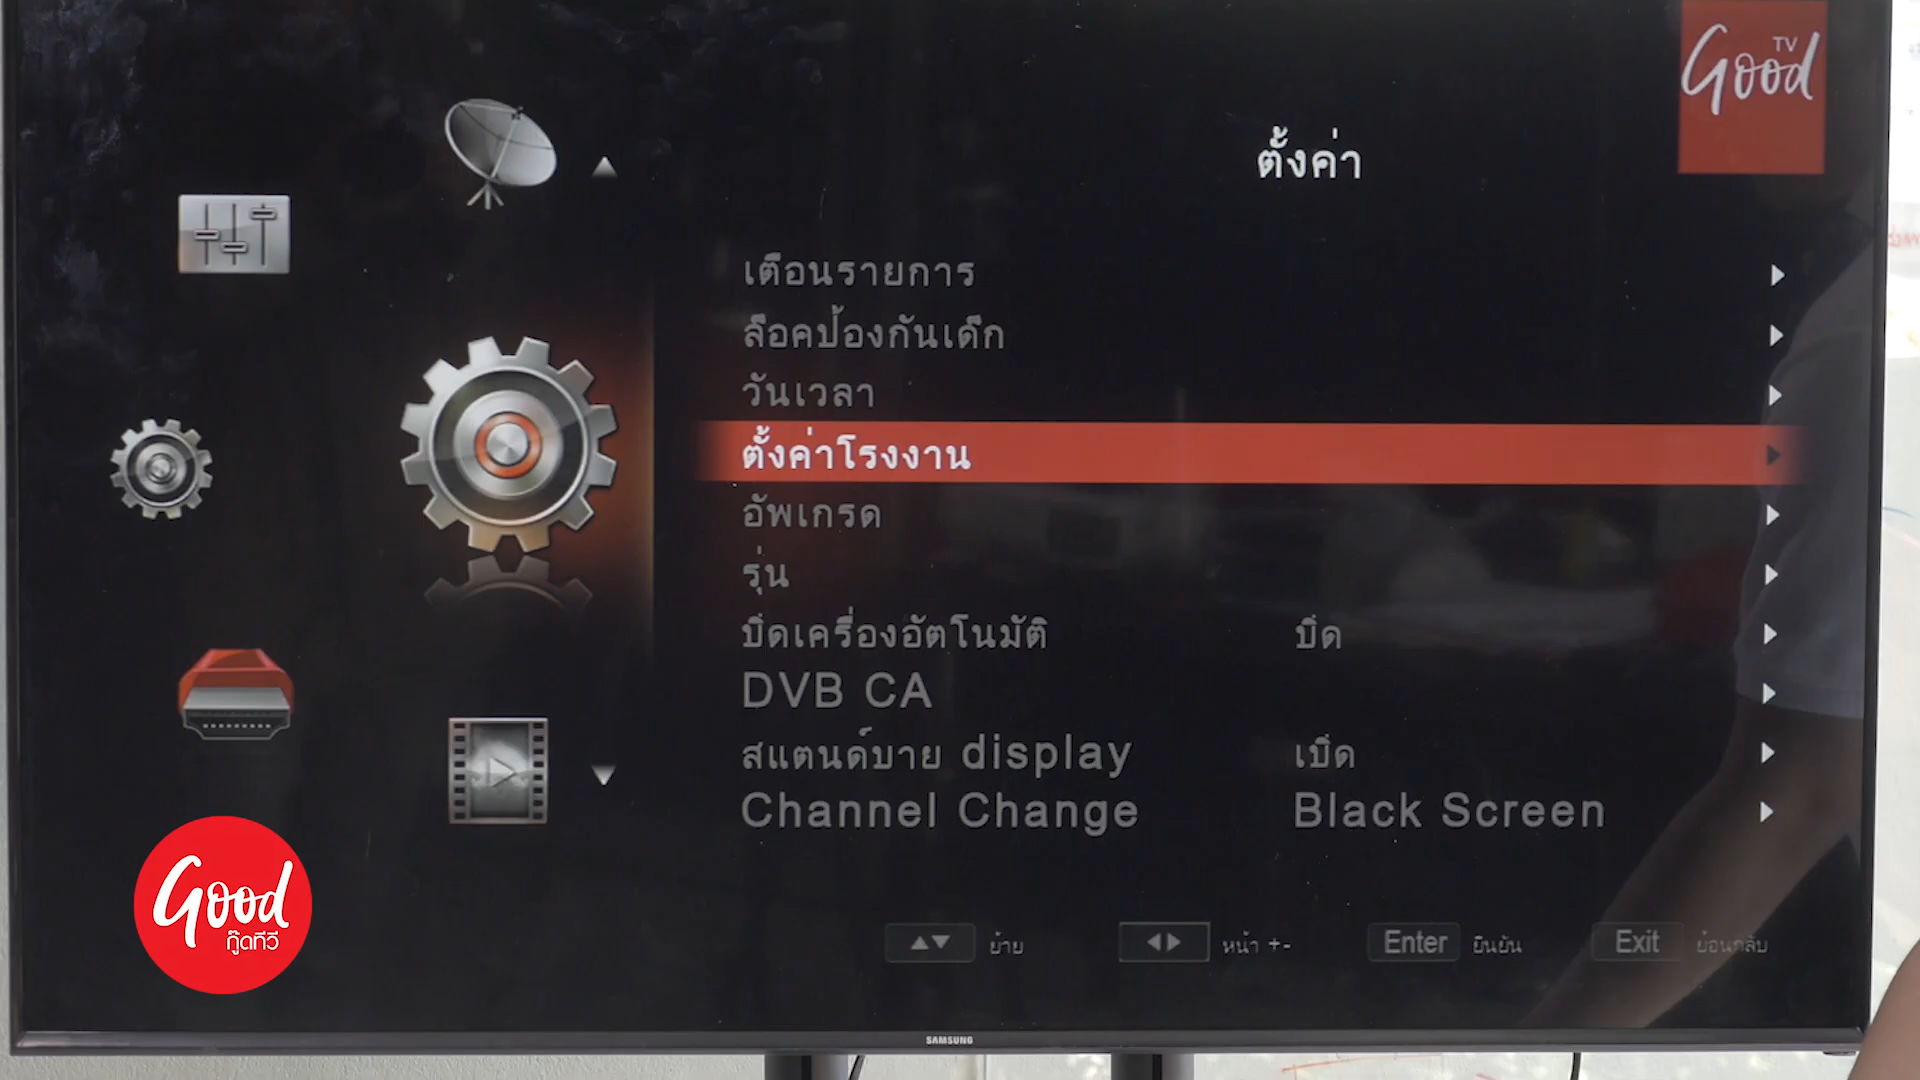 TV
Good
ตั้งค่า
เตือนรายการ
ล็อคป้องกันเด็ก
วันเวลา
ตั้งค่าโรงงาน
อัพเกรด
รุ่น
ปิดเครื่องอัตโนมัติ ปิด
DVB CA
สแตนด์บาย display เปิด
Channel Change Black Screen
Good
กู๊ดทีวี
ย้าย หน้า +- Enter ยืนยัน Exit ย้อนกลับ
SAMSUNG